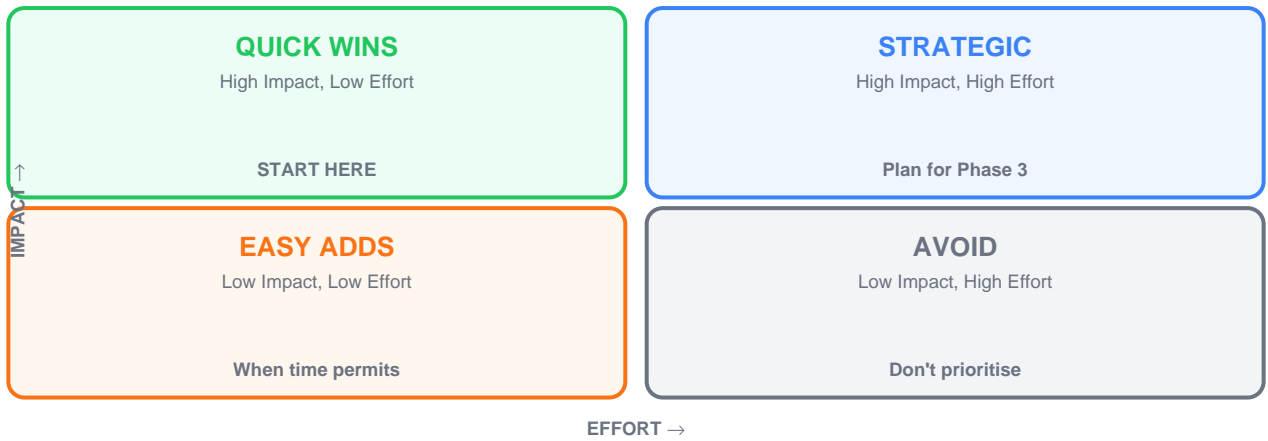 QUICK WINS
High Impact, Low Effort
START HERE
STRATEGIC
High Impact, High Effort
Plan for Phase 3
IMPACT →
EASY ADDS
Low Impact, Low Effort
When time permits
AVOID
Low Impact, High Effort
Don't prioritise
EFFORT →